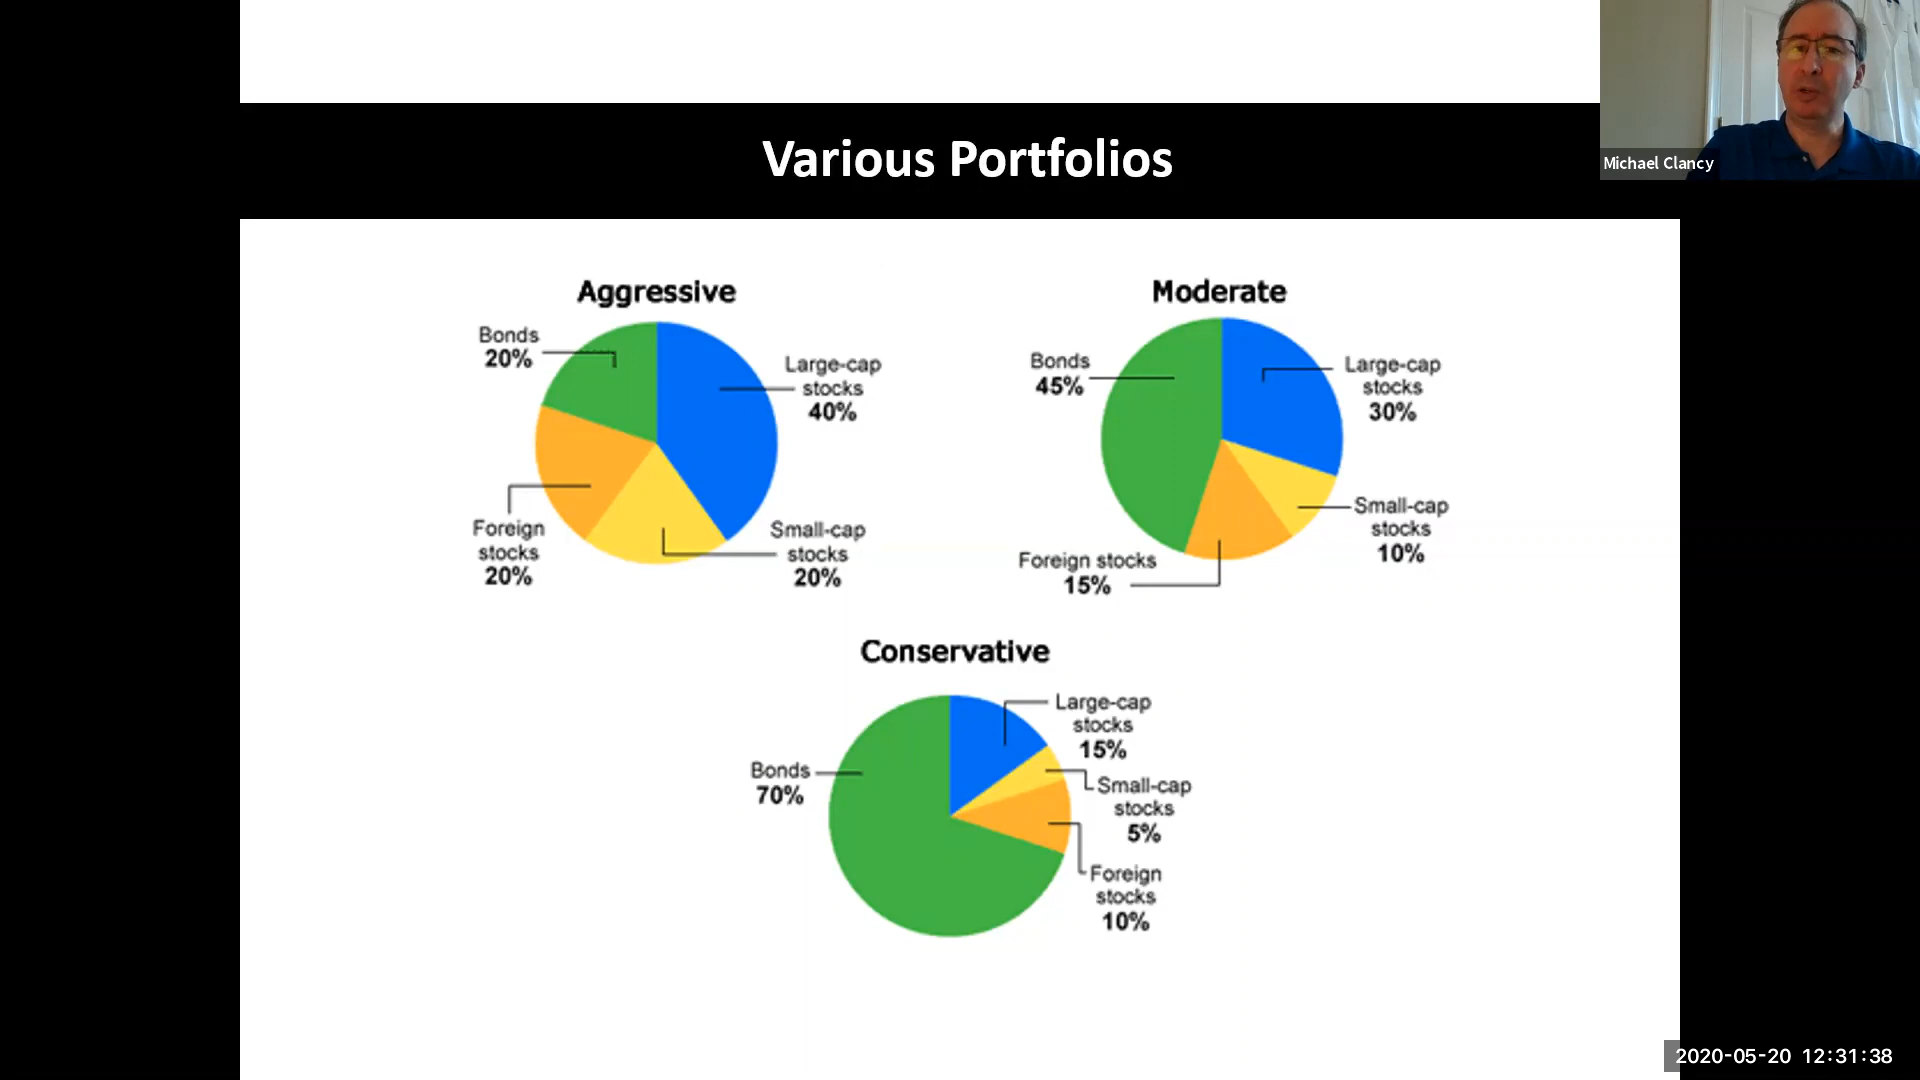 Michael Clancy
Various Portfolios
Aggressive
Bonds
20%
Large-cap
stocks
40%
Foreign
stocks
20%
Small-cap
stocks
20%
Moderate
Bonds
45%
Large-cap
stocks
30%
Small-cap
stocks
10%
Foreign stocks
15%
Conservative
Large-cap
stocks
15%
Bonds
70%
Small-cap
stocks
5%
Foreign
stocks
10%
2020-05-20 12:31:38